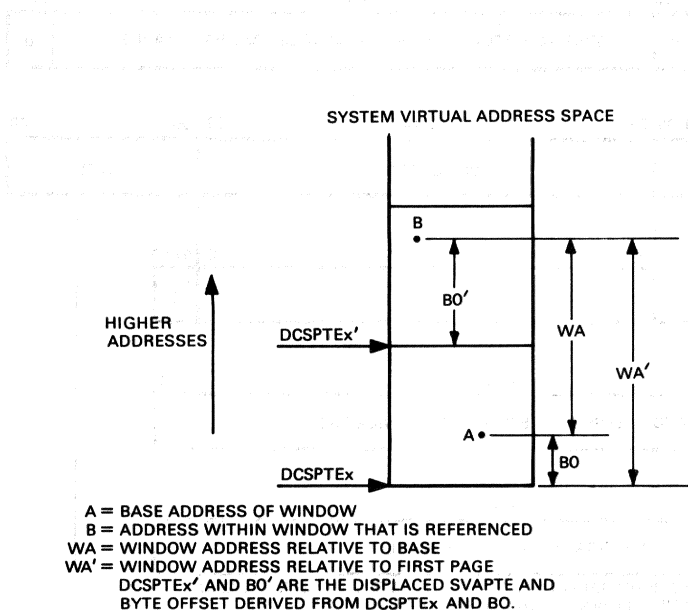 SYSTEM VIRTUAL ADDRESS SPACE
B
BO′
HIGHER
ADDRESSES
DCSPTEx′
WA
WA′
A
BO
DCSPTEx
A = BASE ADDRESS OF WINDOW
B = ADDRESS WITHIN WINDOW THAT IS REFERENCED
WA = WINDOW ADDRESS RELATIVE TO BASE
WA′ = WINDOW ADDRESS RELATIVE TO FIRST PAGE
DCSPTEx′ AND BO′ ARE THE DISPLACED SVAPTE AND
BYTE OFFSET DERIVED FROM DCSPTEx AND BO.